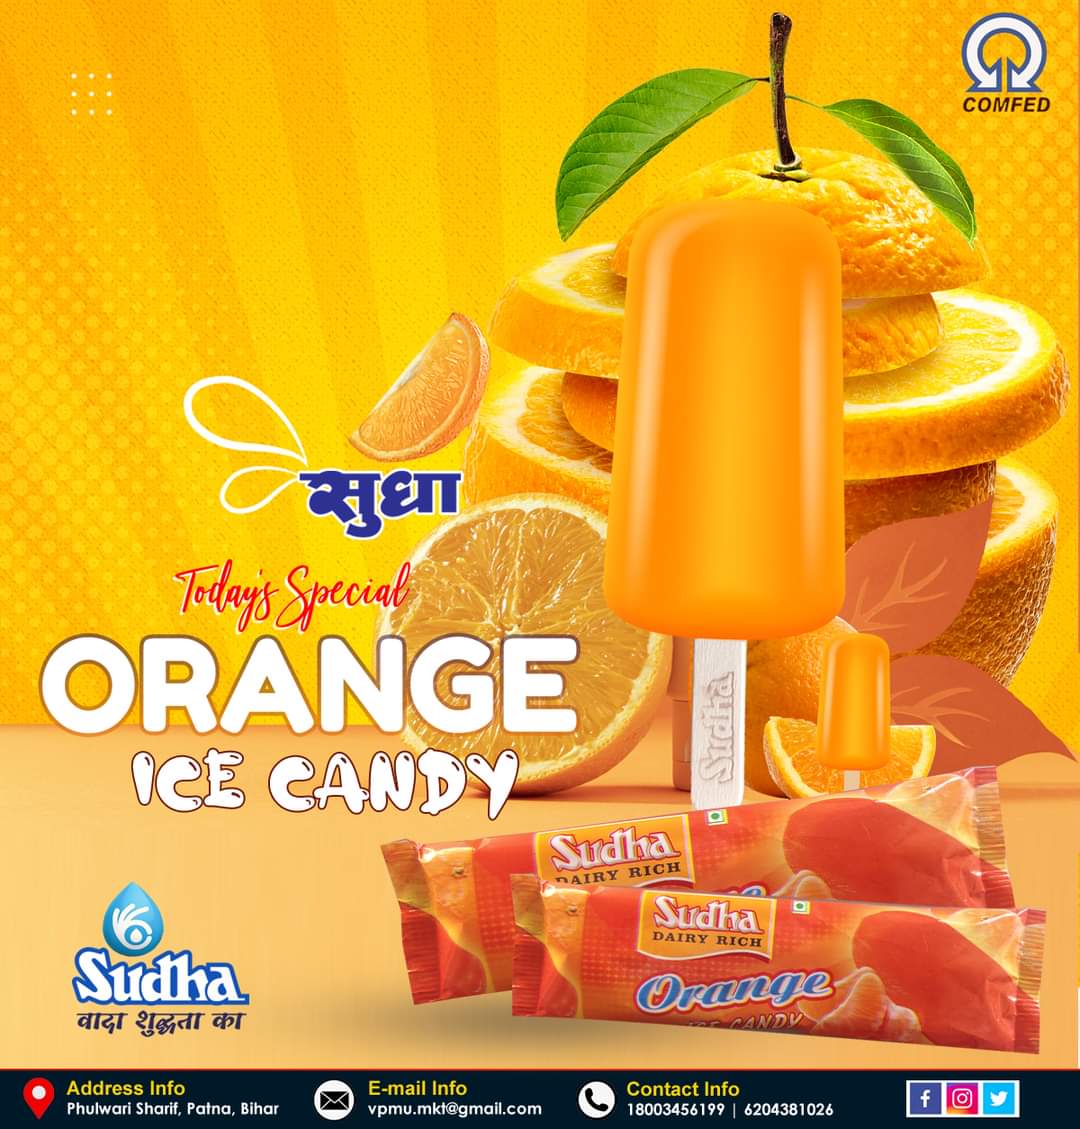 COMFED
सुधा
Today's Special
ORANGE
ICE CANDY
Sudha
Sudha
DAIRY RICH
Sudha
DAIRY RICH
Orange
ICE CANDY
Sudha
वादा शुद्धता का
Address Info
Phulwari Sharif, Patna, Bihar
E-mail Info
vpmu.mkt@gmail.com
Contact Info
18003456199 | 6204381026